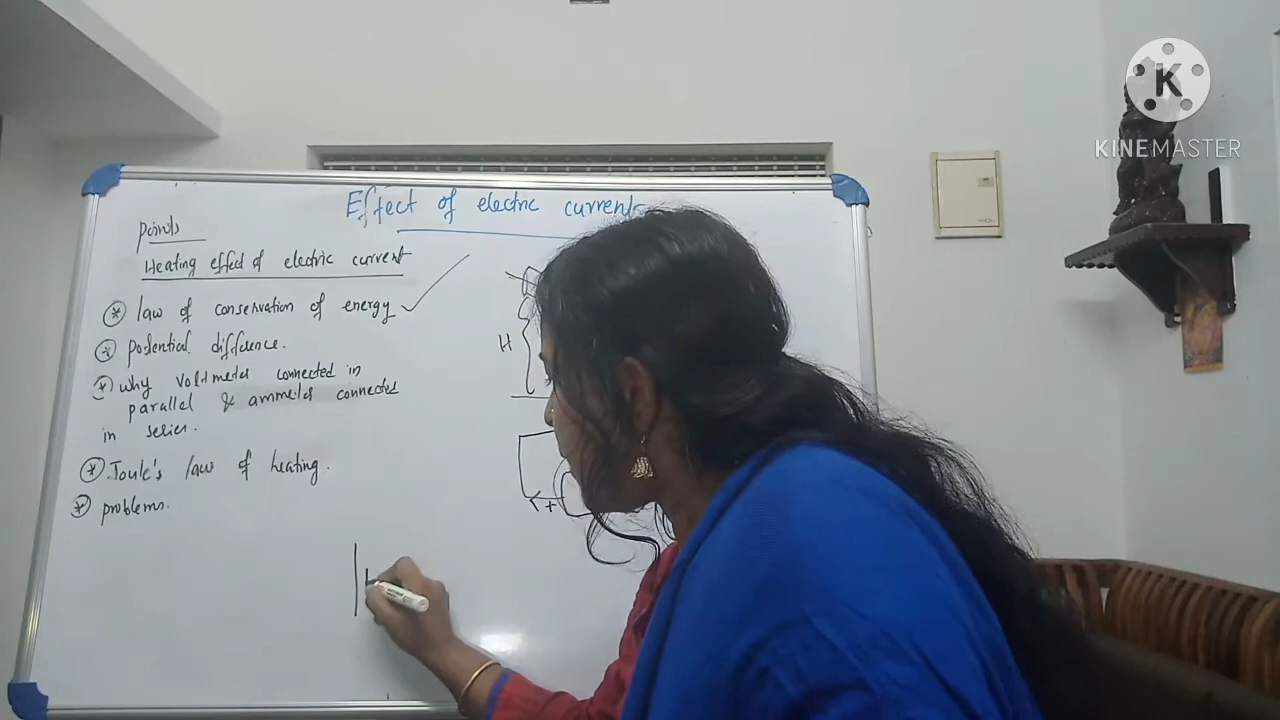 Effect of electric currents
points
Heating effect of electric current
* law of conservation of energy ✓
* potential difference.
* why voltmeter connected in
parallel & ammeter connected
in series.
* Joule's law of heating.
* problems.
H
+
K
KINEMASTER